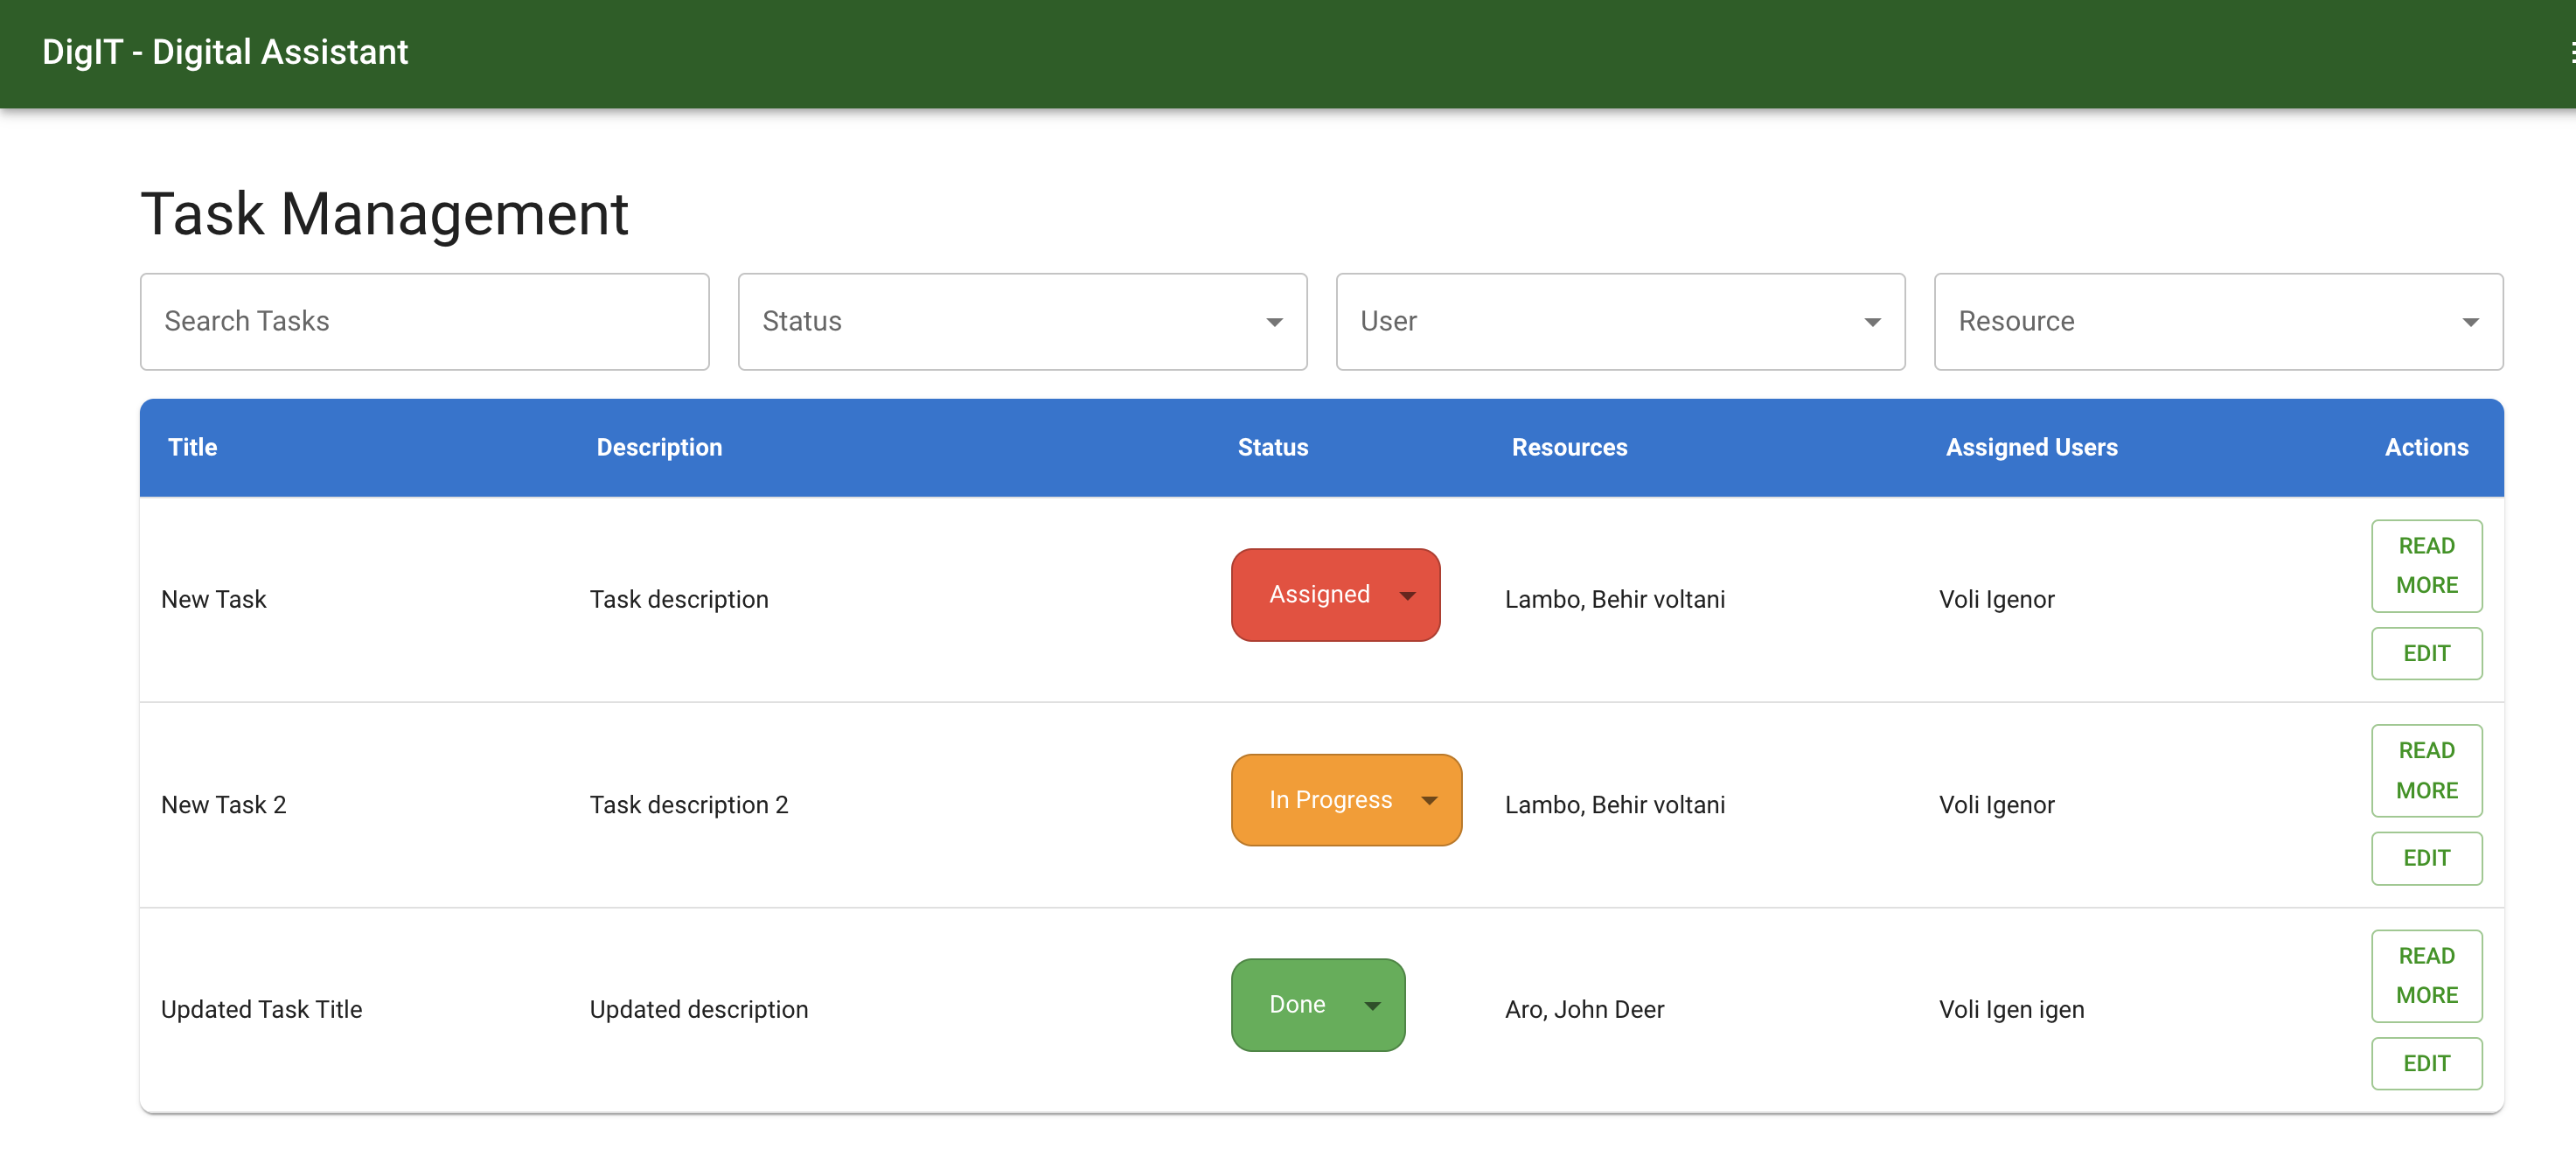 DigIT - Digital Assistant
Task Management
Search Tasks
Status
User
Resource
Title Description Status Resources Assigned Users Actions
New Task Task description Assigned Lambo, Behir voltani Voli Igenor
READ
MORE
EDIT
New Task 2 Task description 2 In Progress Lambo, Behir voltani Voli Igenor
READ
MORE
EDIT
Updated Task Title Updated description Done Aro, John Deer Voli Igen igen
READ
MORE
EDIT